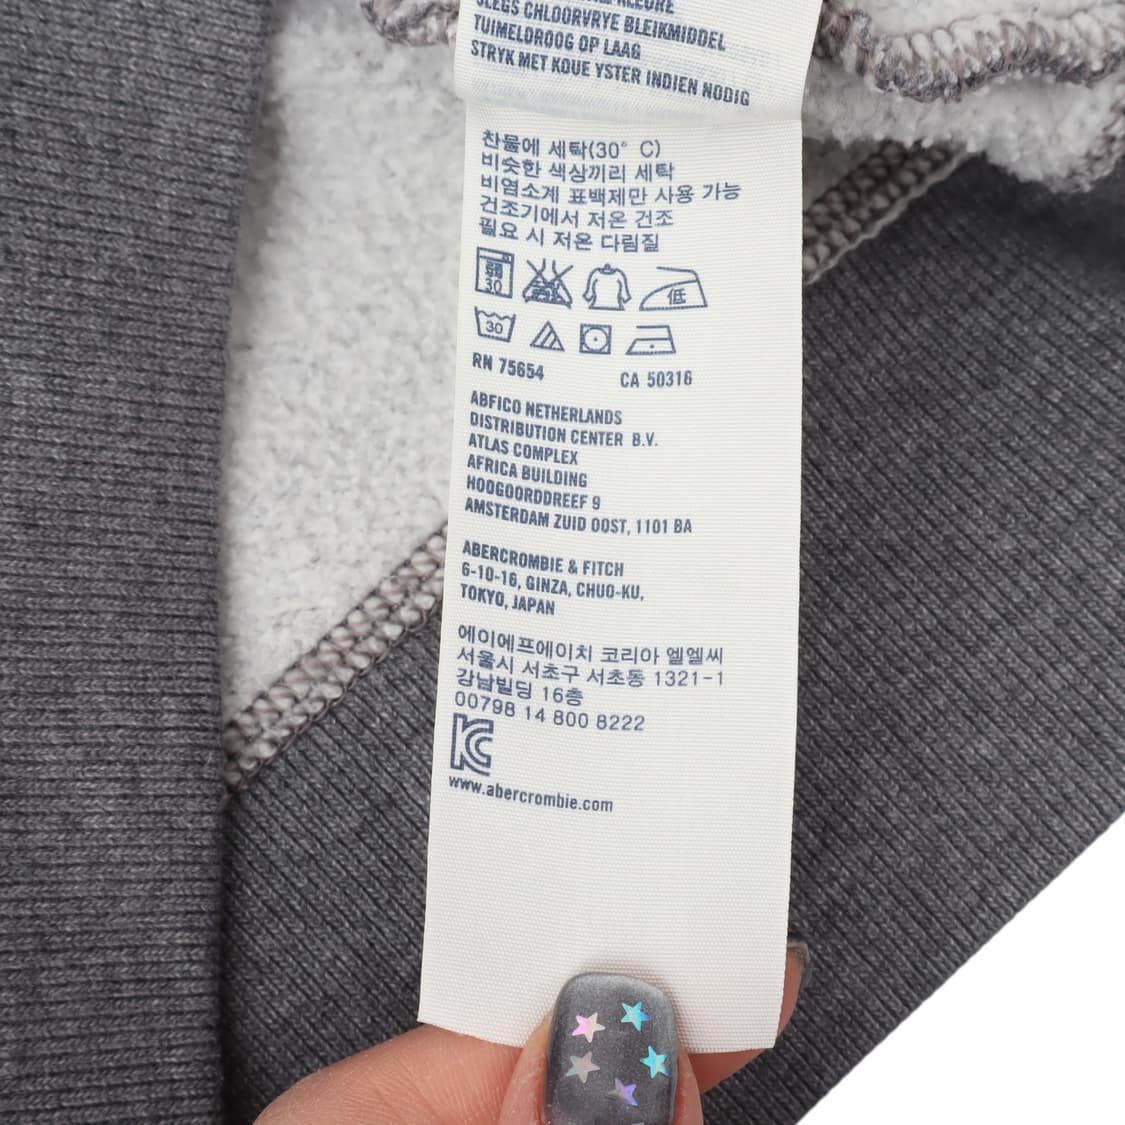 SLEGS CHLOORVRYE BLEIKMIDDEL
TUIMELDROOG OP LAAG
STRYK MET KOUE YSTER INDIEN NODIG
찬물에 세탁(30° C)
비슷한 색상끼리 세탁
비염소계 표백제만 사용 가능
건조기에서 저온 건조
필요 시 저온 다림질
30 低
30
RN 75654 CA 50316
ABFICO NETHERLANDS
DISTRIBUTION CENTER B.V.
ATLAS COMPLEX
AFRICA BUILDING
HOOGOORDDREEF 9
AMSTERDAM ZUID OOST, 1101 BA
ABERCROMBIE & FITCH
6-10-16, GINZA, CHUO-KU,
TOKYO, JAPAN
에이에프에이치 코리아 엘엘씨
서울시 서초구 서초동 1321-1
강남빌딩 16층
00798 14 800 8222
KC
www.abercrombie.com